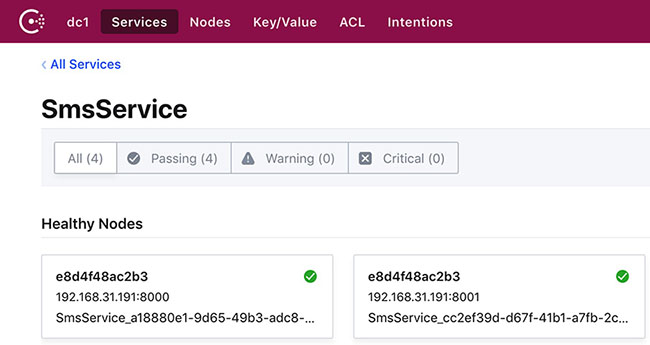 dc1 Services Nodes Key/Value ACL Intentions
‹ All Services
SmsService
All (4) Passing (4) Warning (0) Critical (0)
Healthy Nodes
e8d4f48ac2b3 e8d4f48ac2b3
192.168.31.191:8000 192.168.31.191:8001
SmsService_a18880e1-9d65-49b3-adc8-... SmsService_cc2ef39d-d67f-41b1-a7fb-2c...